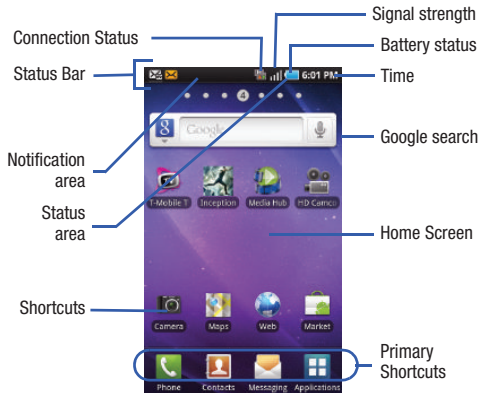 Signal strength
Connection Status
Battery status
Status Bar
Time
6:01 PM
4
8 Google
Google search
Notification
area
T-Mobile T
Inception
Media Hub
HD Camco
Status
area
Home Screen
Shortcuts
Camera
Maps
Web
Market
Primary
Shortcuts
Phone
Contacts
Messaging
Applications